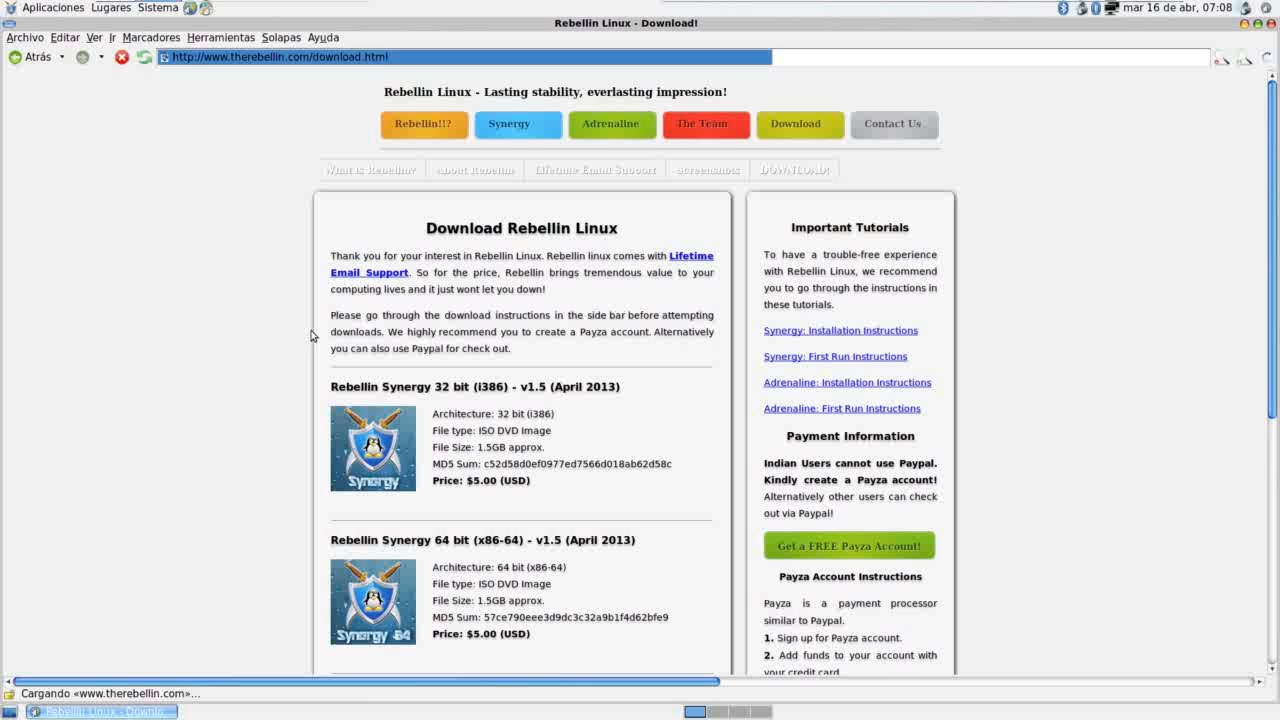 Aplicaciones Lugares Sistema mar 16 de abr, 07:08
Rebellin Linux - Download!
Archivo Editar Ver Ir Marcadores Herramientas Solapas Ayuda
Atrás http://www.therebellin.com/download.html
Rebellin Linux - Lasting stability, everlasting impression!
Rebellin!!? Synergy Adrenaline The Team Download Contact Us
What is Rebellin? About Rebellin Lifetime Email Support Screenshots DOWNLOAD!
Download Rebellin Linux
Thank you for your interest in Rebellin Linux. Rebellin linux comes with Lifetime
Email Support. So for the price, Rebellin brings tremendous value to your
computing lives and it just wont let you down!
Please go through the download instructions in the side bar before attempting
downloads. We highly recommend you to create a Payza account. Alternatively
you can also use Paypal for check out.
Rebellin Synergy 32 bit (i386) - v1.5 (April 2013)
Synergy
Architecture: 32 bit (i386)
File type: ISO DVD Image
File Size: 1.5GB approx.
MD5 Sum: c52d58d0ef0977ed7566d018ab62d58c
Price: $5.00 (USD)
Rebellin Synergy 64 bit (x86-64) - v1.5 (April 2013)
Synergy 64
Architecture: 64 bit (x86-64)
File type: ISO DVD Image
File Size: 1.5GB approx.
MD5 Sum: 57ce790eee3d9dc3c32a9b1f4d62bfe9
Price: $5.00 (USD)
Important Tutorials
To have a trouble-free experience
with Rebellin Linux, we recommend
you to go through the instructions in
these tutorials.
Synergy: Installation Instructions
Synergy: First Run Instructions
Adrenaline: Installation Instructions
Adrenaline: First Run Instructions
Payment Information
Indian Users cannot use Paypal.
Kindly create a Payza account!
Alternatively other users can check
out via Paypal!
Get a FREE Payza Account!
Payza Account Instructions
Payza is a payment processor
similar to Paypal.
1. Sign up for Payza account.
2. Add funds to your account with
your credit card
Cargando «www.therebellin.com»...
Rebellin Linux - Downlo...